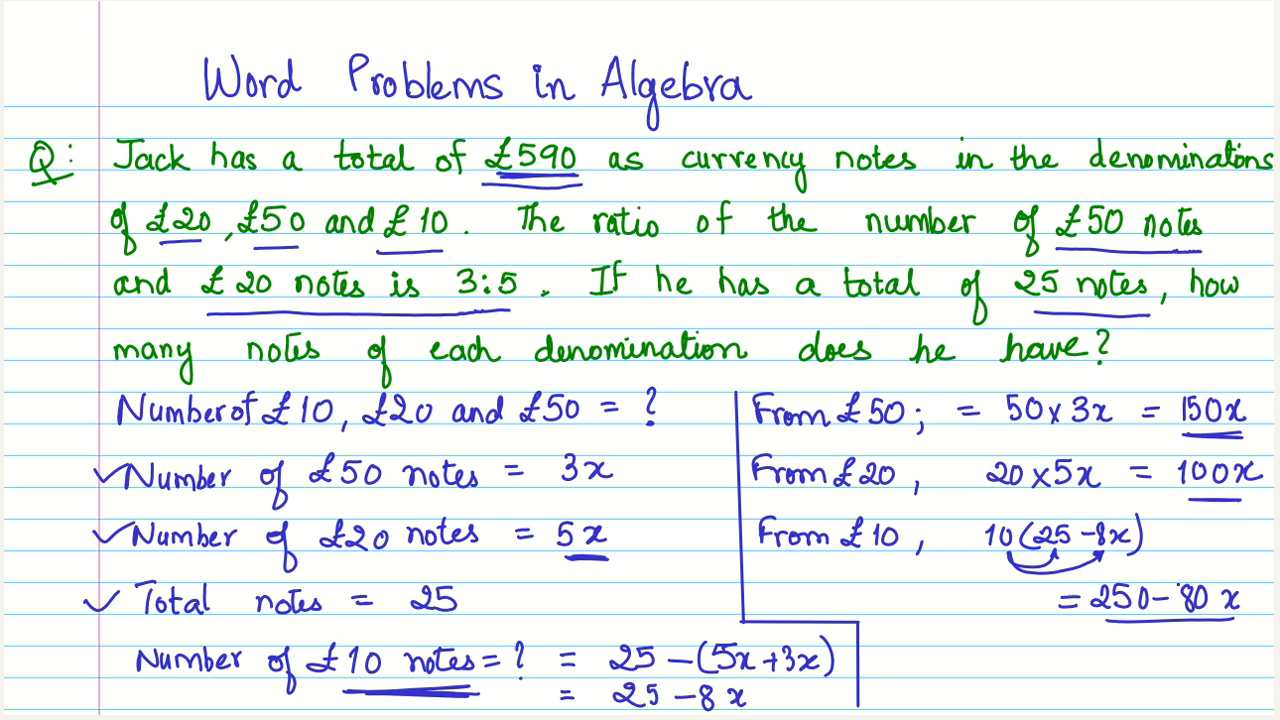 Word Problems in Algebra
Q: Jack has a total of £590 as currency notes in the denominations
of £20, £50 and £10. The ratio of the number of £50 notes
and £20 notes is 3:5. If he has a total of 25 notes, how
many notes of each denomination does he have?
Number of £10, £20 and £50 = ?
✓Number of £50 notes = 3x
✓Number of £20 notes = 5x
✓Total notes = 25
Number of £10 notes = ? = 25 - (5x+3x)
= 25 - 8x
From £50; = 50 x 3x = 150x
From £20, 20 x 5x = 100x
From £10, 10(25 - 8x)
= 250 - 80x